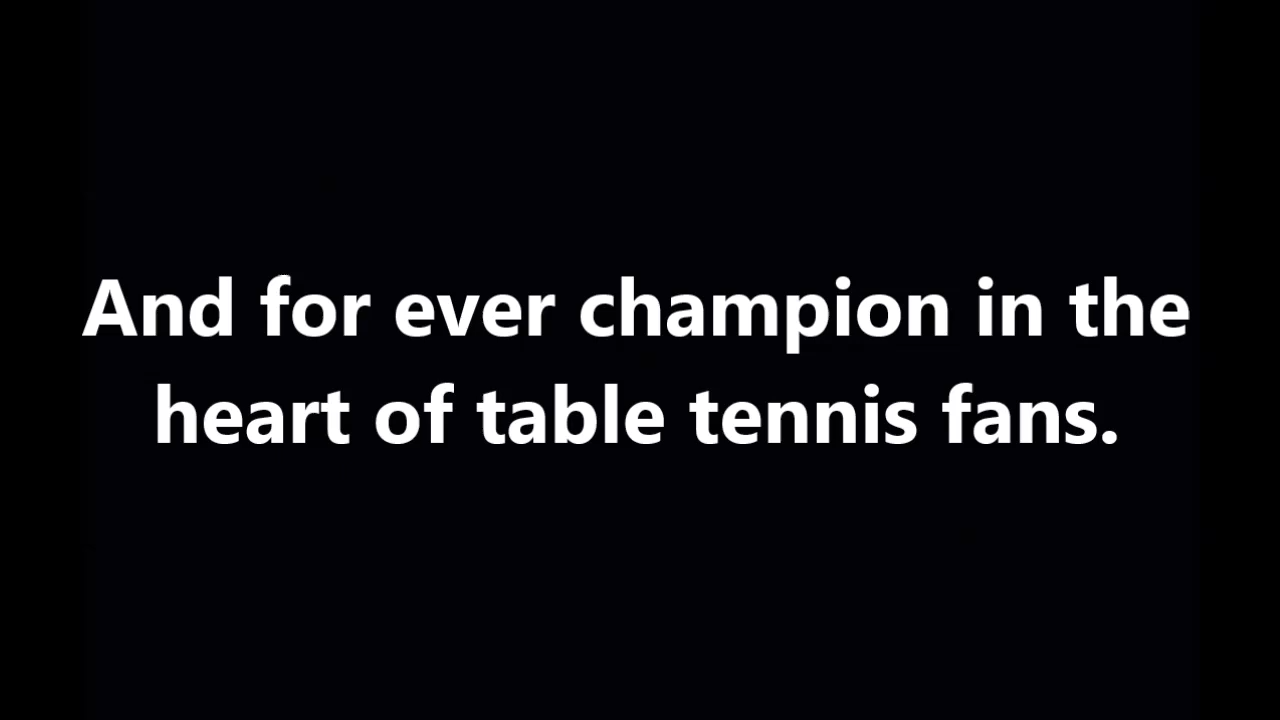 And for ever champion in the
heart of table tennis fans.